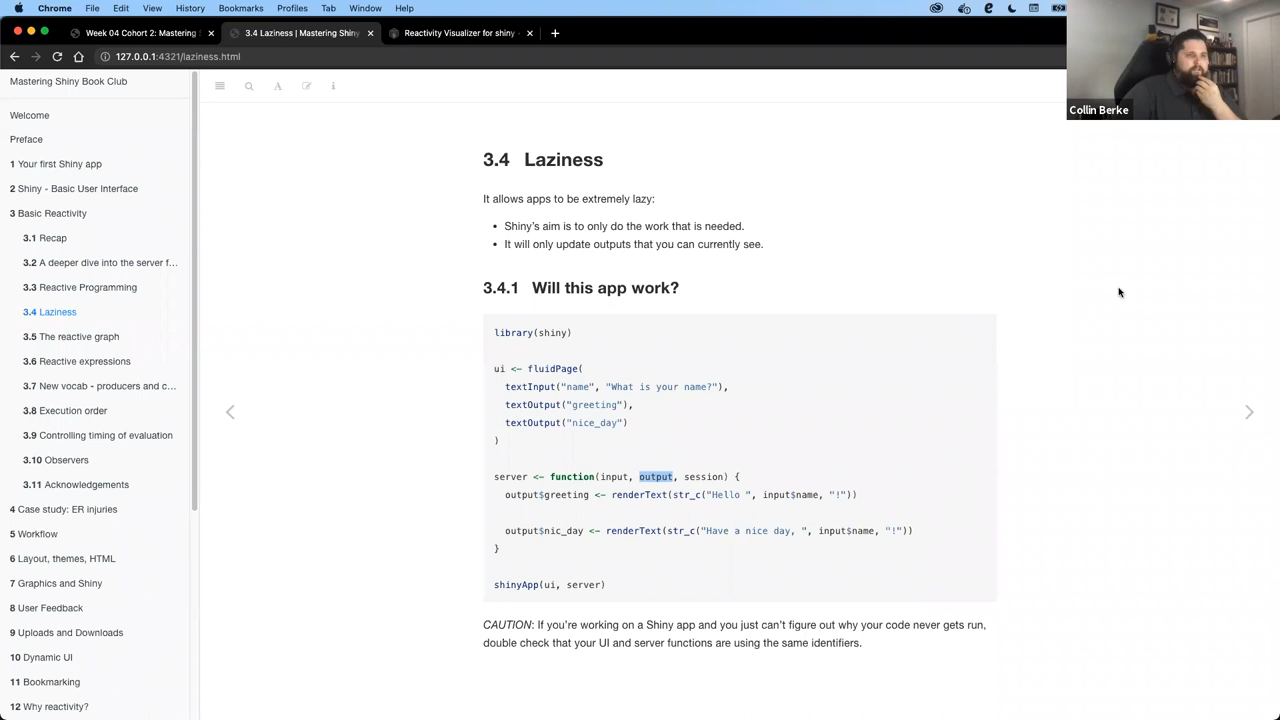 Chrome File Edit View History Bookmarks Profiles Tab Window Help
Week 04 Cohort 2: Mastering
3.4 Laziness | Mastering Shiny
Reactivity Visualizer for shiny
127.0.0.1:4321/laziness.html
Collin Berke
Mastering Shiny Book Club
Welcome
Preface
1 Your first Shiny app
2 Shiny - Basic User Interface
3 Basic Reactivity
3.1 Recap
3.2 A deeper dive into the server f…
3.3 Reactive Programming
3.4 Laziness
3.5 The reactive graph
3.6 Reactive expressions
3.7 New vocab - producers and c…
3.8 Execution order
3.9 Controlling timing of evaluation
3.10 Observers
3.11 Acknowledgements
4 Case study: ER injuries
5 Workflow
6 Layout, themes, HTML
7 Graphics and Shiny
8 User Feedback
9 Uploads and Downloads
10 Dynamic UI
11 Bookmarking
12 Why reactivity?
3.4 Laziness
It allows apps to be extremely lazy:
• Shiny's aim is to only do the work that is needed.
• It will only update outputs that you can currently see.
3.4.1 Will this app work?
library(shiny)
ui <- fluidPage(
textInput("name", "What is your name?"),
textOutput("greeting"),
textOutput("nice_day")
)
server <- function(input, output, session) {
output$greeting <- renderText(str_c("Hello ", input$name, "!"))
output$nic_day <- renderText(str_c("Have a nice day, ", input$name, "!"))
}
shinyApp(ui, server)
CAUTION: If you're working on a Shiny app and you just can't figure out why your code never gets run,
double check that your UI and server functions are using the same identifiers.